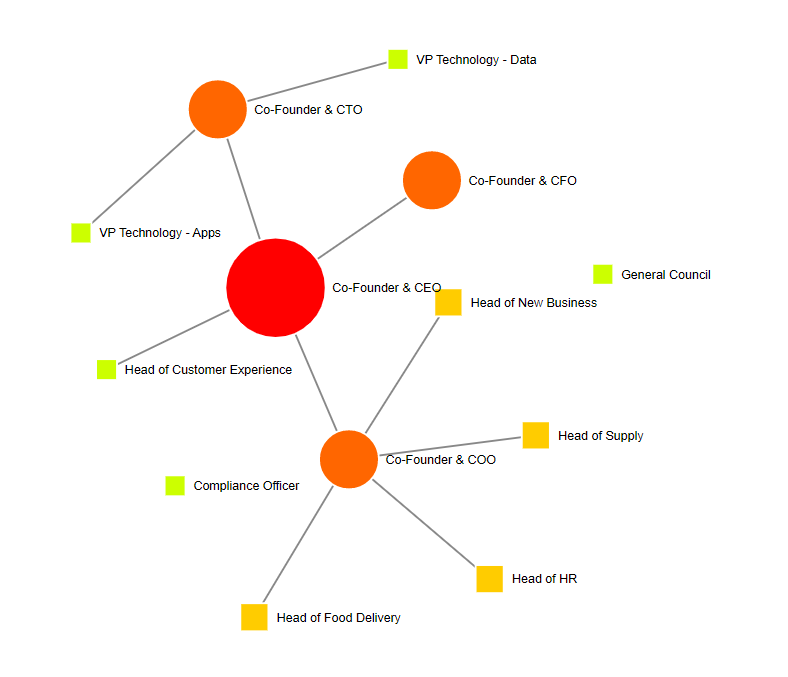 VP Technology - Data
Co-Founder & CTO
Co-Founder & CFO
VP Technology - Apps
General Council
Co-Founder & CEO
Head of New Business
Head of Customer Experience
Head of Supply
Co-Founder & COO
Compliance Officer
Head of HR
Head of Food Delivery